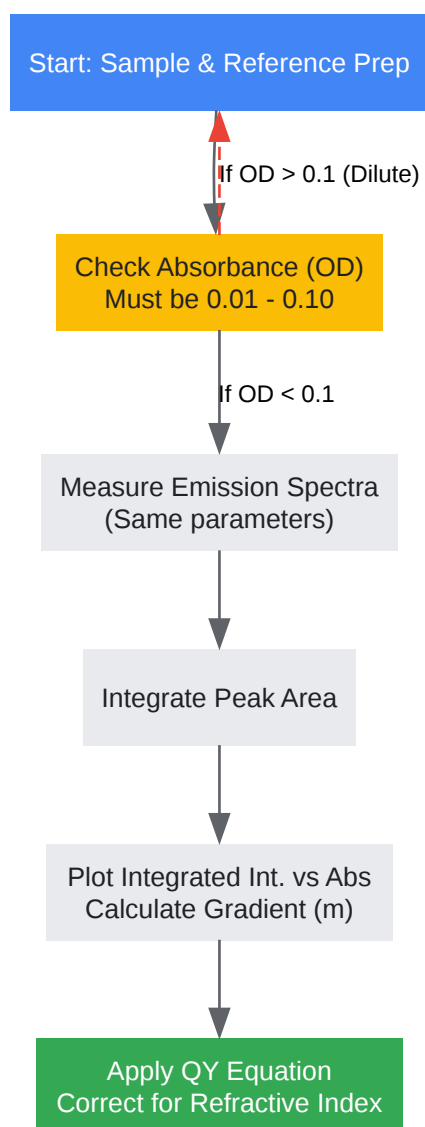 Start: Sample & Reference Prep
If OD > 0.1 (Dilute)
Check Absorbance (OD)
Must be 0.01 - 0.10
If OD < 0.1
Measure Emission Spectra
(Same parameters)
Integrate Peak Area
Plot Integrated Int. vs Abs
Calculate Gradient (m)
Apply QY Equation
Correct for Refractive Index